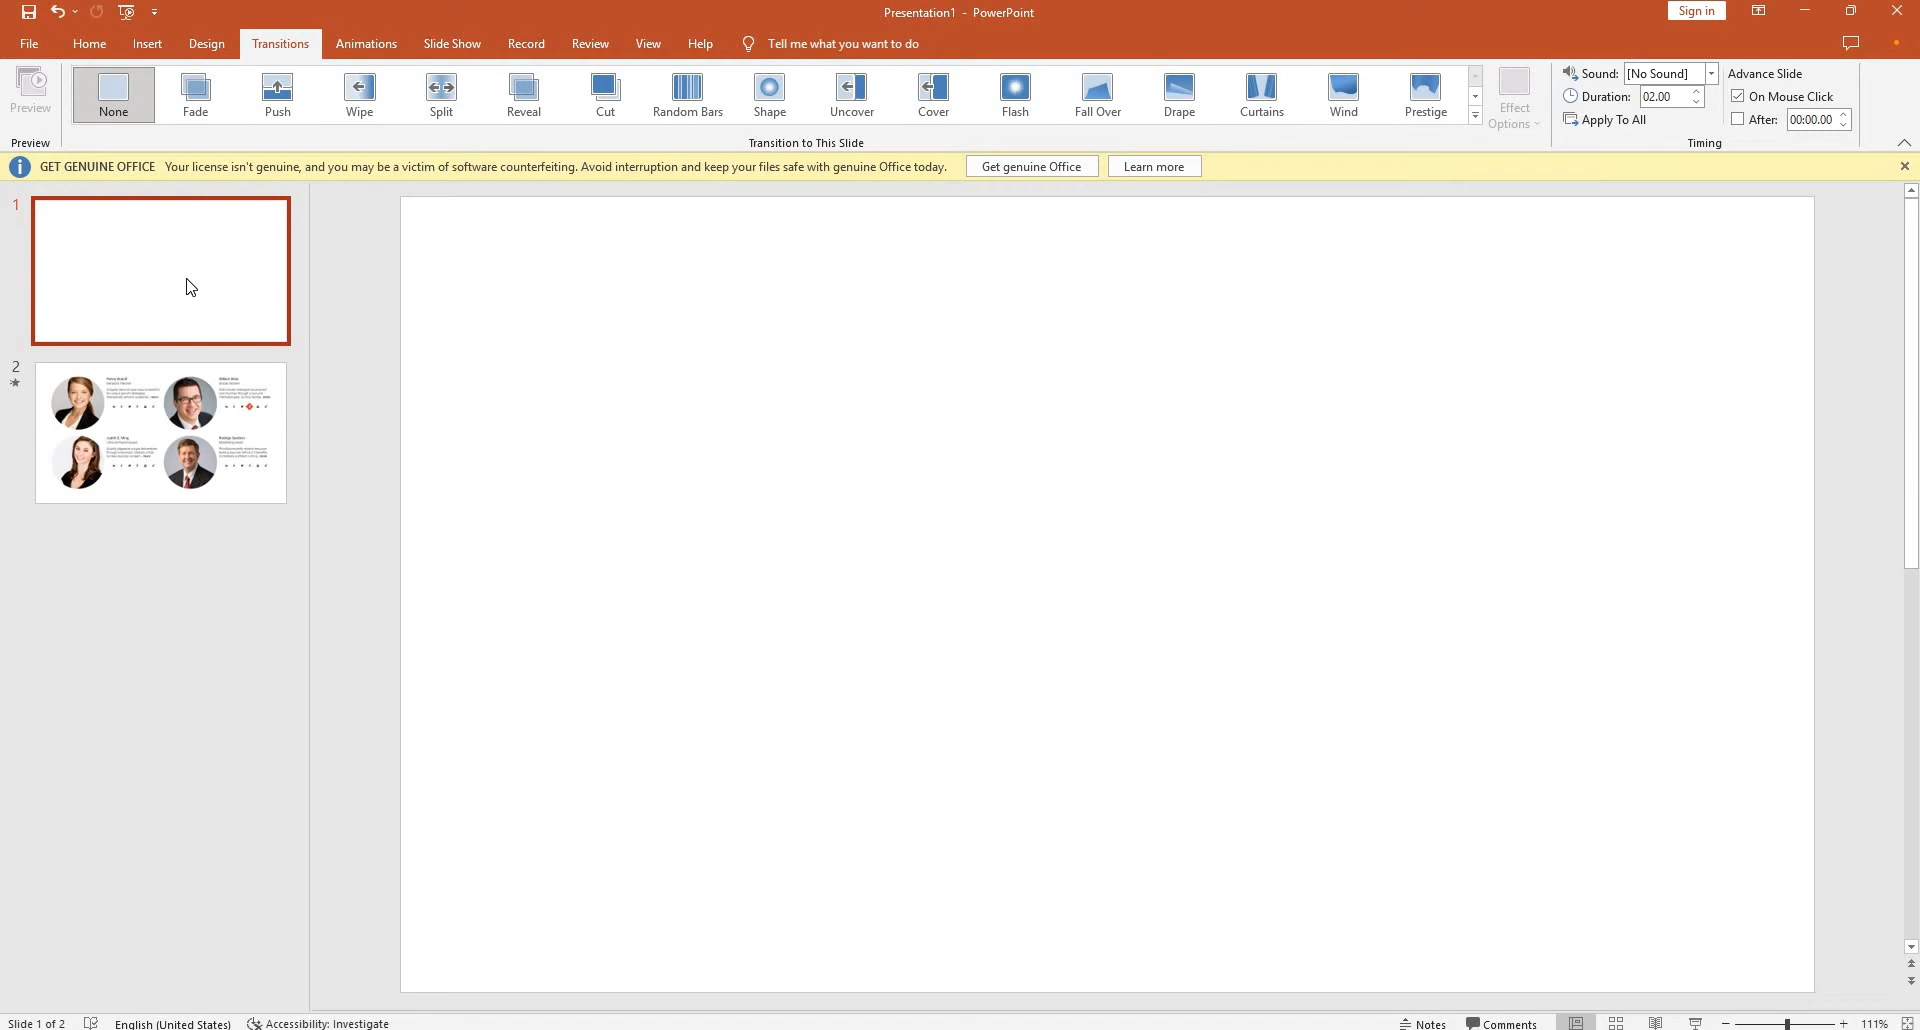 Presentation1 - PowerPoint
Sign in
File Home Insert Design Transitions Animations Slide Show Record Review View Help Tell me what you want to do
Preview
None Fade Push Wipe Split Reveal Cut Random Bars Shape Uncover Cover Flash Fall Over Drape Curtains Wind Prestige
Effect
Options
Sound: [No Sound]
Duration: 02.00
Apply To All
Advance Slide
On Mouse Click
After: 00:00.00
Preview
Transition to This Slide
Timing
GET GENUINE OFFICE Your license isn't genuine, and you may be a victim of software counterfeiting. Avoid interruption and keep your files safe with genuine Office today. Get genuine Office Learn more
1
2
Slide 1 of 2 English (United States) Accessibility: Investigate Notes Comments 111%